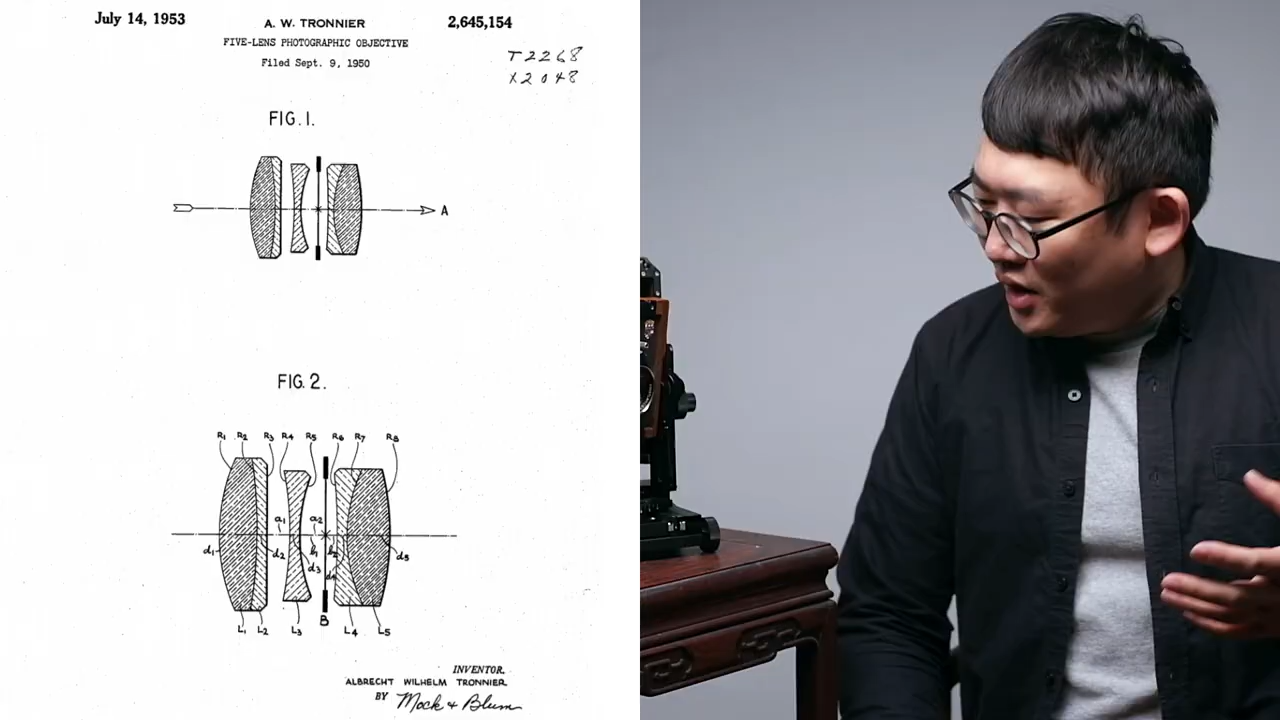 July 14, 1953
A. W. TRONNIER
2,645,154
FIVE-LENS PHOTOGRAPHIC OBJECTIVE
Filed Sept. 9, 1950
T2268
X2048
FIG. 1.
A
FIG. 2.
R1 R2 R3 R4 R5 R6 R7 R8
a1 a2
d1 d2 b1 b2 d5
d3
d4
B
L1 L2 L3 L4 L5
INVENTOR.
ALBRECHT WILHELM TRONNIER
BY Mock & Blum